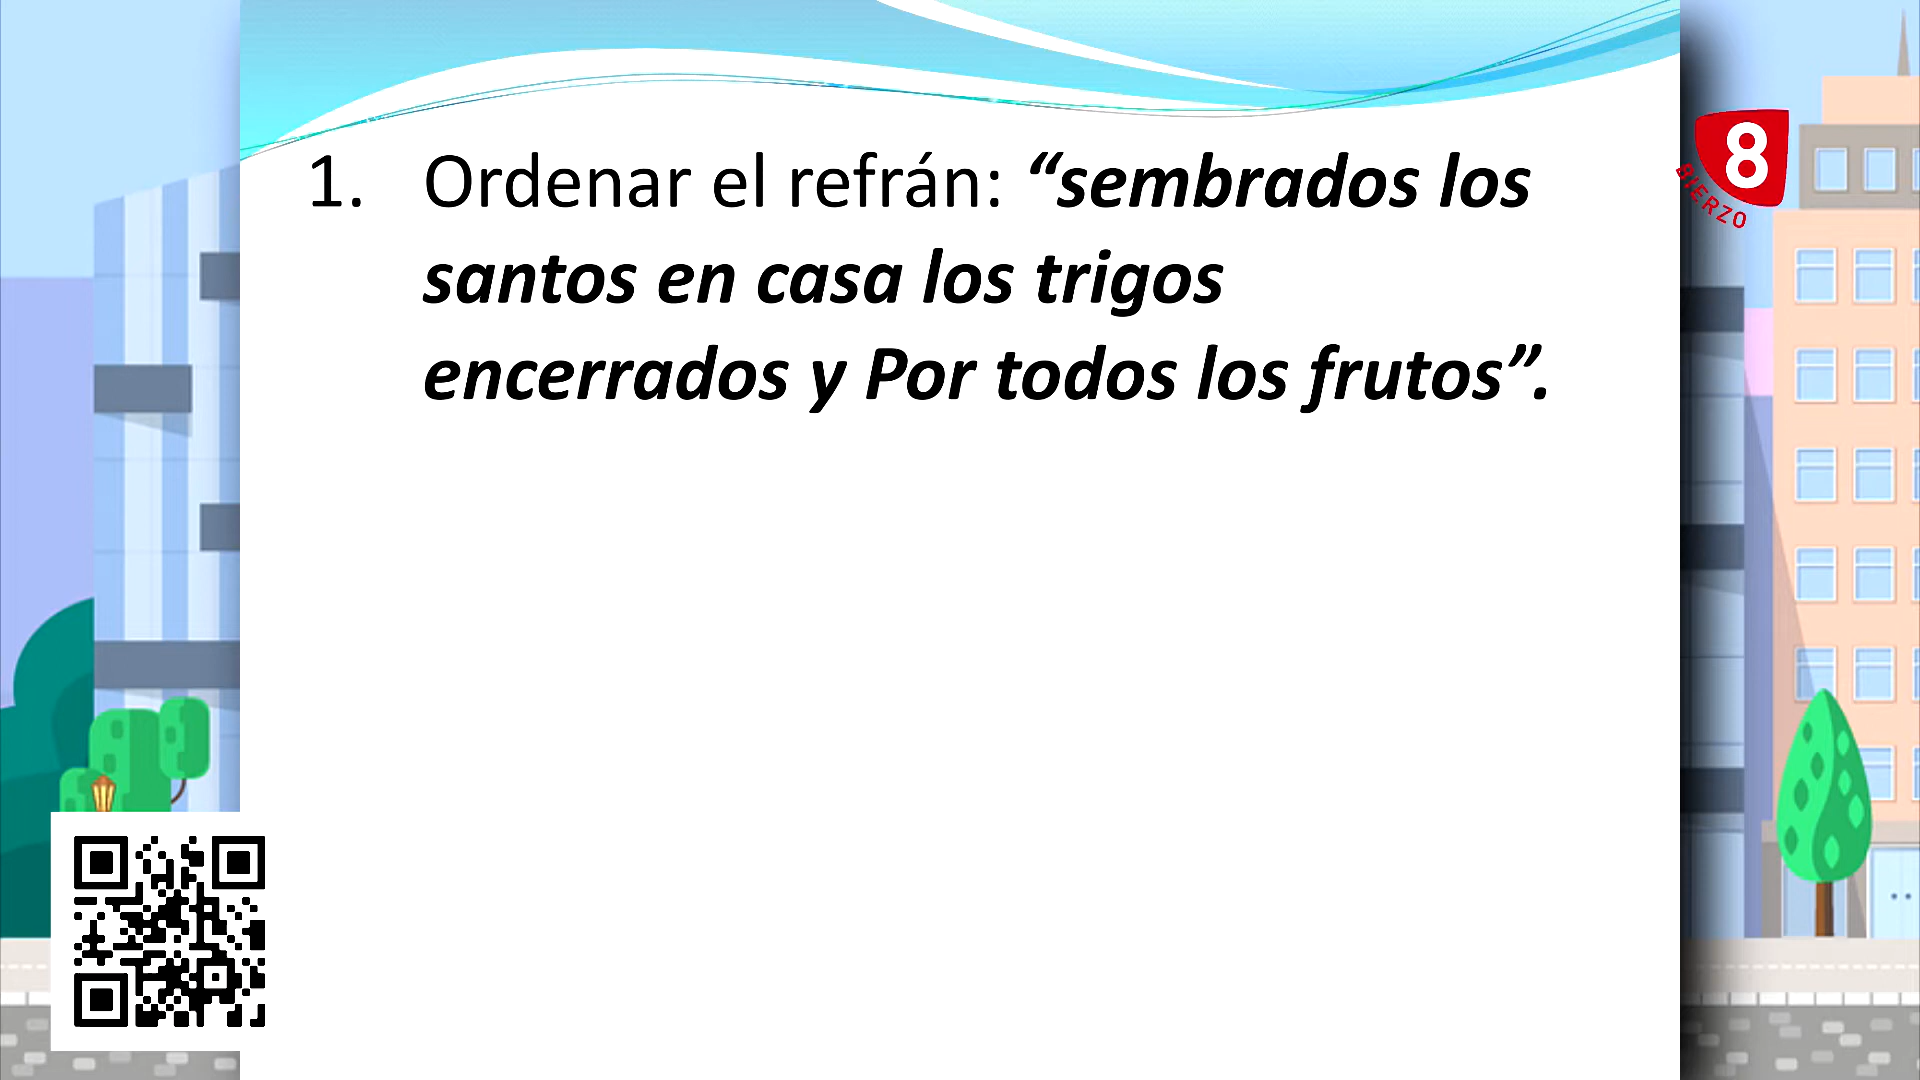 1. Ordenar el refrán: “sembrados los
santos en casa los trigos
encerrados y Por todos los frutos”.
8
BIERZO